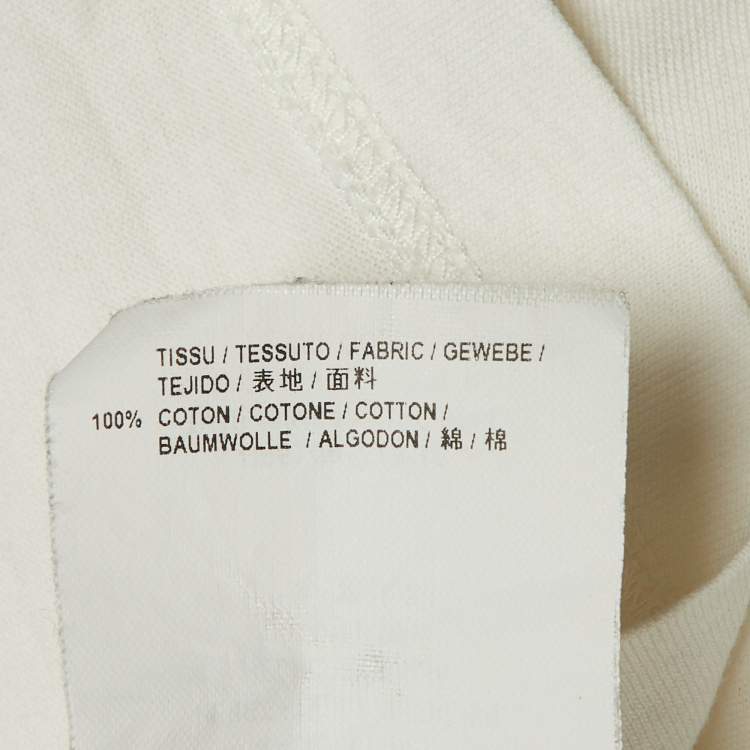 TISSU / TESSUTO / FABRIC / GEWEBE /
TEJIDO / 表地 / 面料
100% COTON / COTONE / COTTON /
BAUMWOLLE / ALGODON / 綿 / 棉